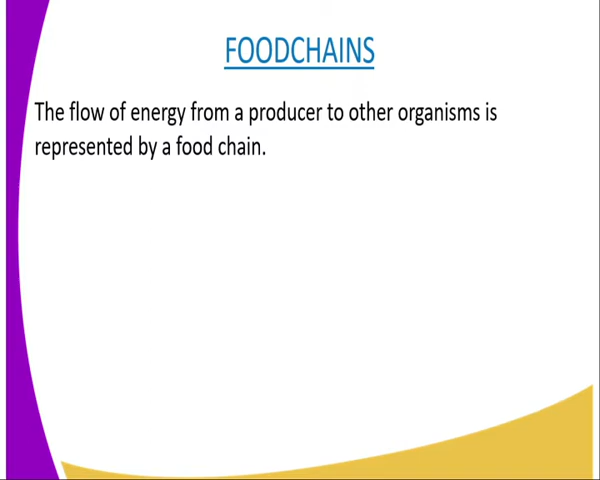 FOODCHAINS
The flow of energy from a producer to other organisms is
represented by a food chain.